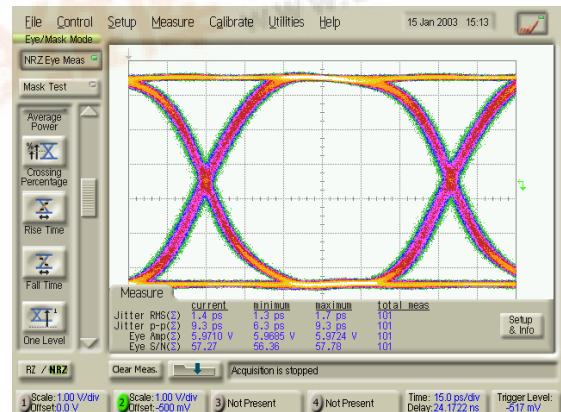 File Control Setup Measure Calibrate Utilities Help 15 Jan 2003 15:13
Eye/Mask Mode
NRZ Eye Meas
Mask Test
Average
Power
Crossing
Percentage
Rise Time
Fall Time
One Level
Measure
current minimum maximum total meas
Jitter RMS(Σ) 1.4 ps 1.3 ps 1.7 ps 101
Jitter p-p(Σ) 9.3 ps 6.3 ps 9.3 ps 101
Eye Amp(Σ) 5.9710 V 5.9685 V 5.9724 V 101
Eye S/N(Σ) 57.27 56.36 57.78 101
Setup
& Info
RZ / NRZ
Clear Meas. Acquisition is stopped
1 Scale:1.00 V/div
Offset:0.0 V
2 Scale:1.00 V/div
Offset:-500 mV
3 Not Present
4 Not Present
Time: 15.0 ps/div
Delay:24.1722 ns
Trigger Level:
-517 mV